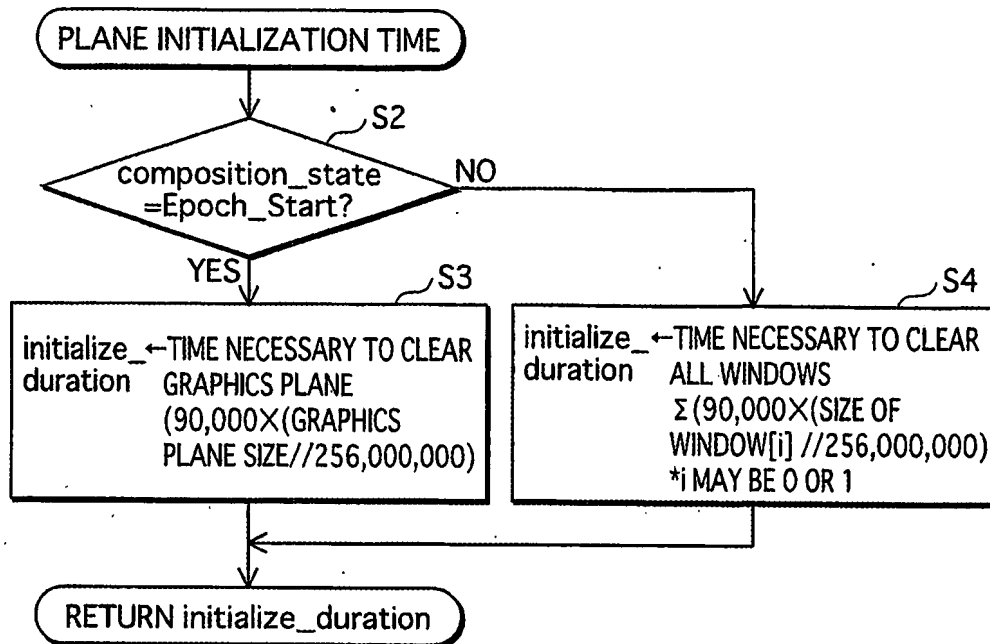 PLANE INITIALIZATION TIME
S2
composition_state
=Epoch_Start?
NO
YES
S3
initialize_←TIME NECESSARY TO CLEAR
duration GRAPHICS PLANE
(90,000×(GRAPHICS
PLANE SIZE//256,000,000)
S4
initialize_←TIME NECESSARY TO CLEAR
duration ALL WINDOWS
Σ(90,000×(SIZE OF
WINDOW[i] //256,000,000)
*i MAY BE 0 OR 1
RETURN initialize_duration